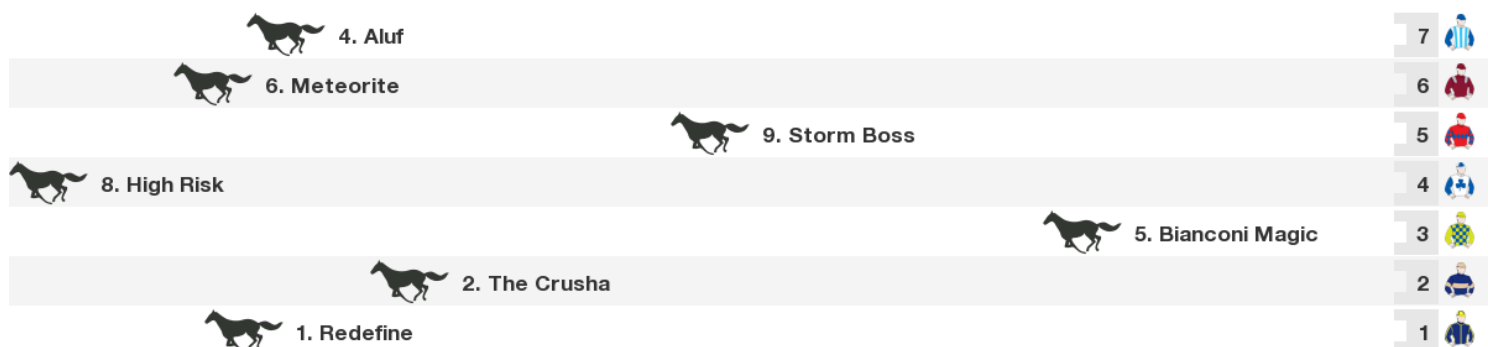 4. Aluf 7
6. Meteorite 6
9. Storm Boss 5
8. High Risk 4
5. Bianconi Magic 3
2. The Crusha 2
1. Redefine 1